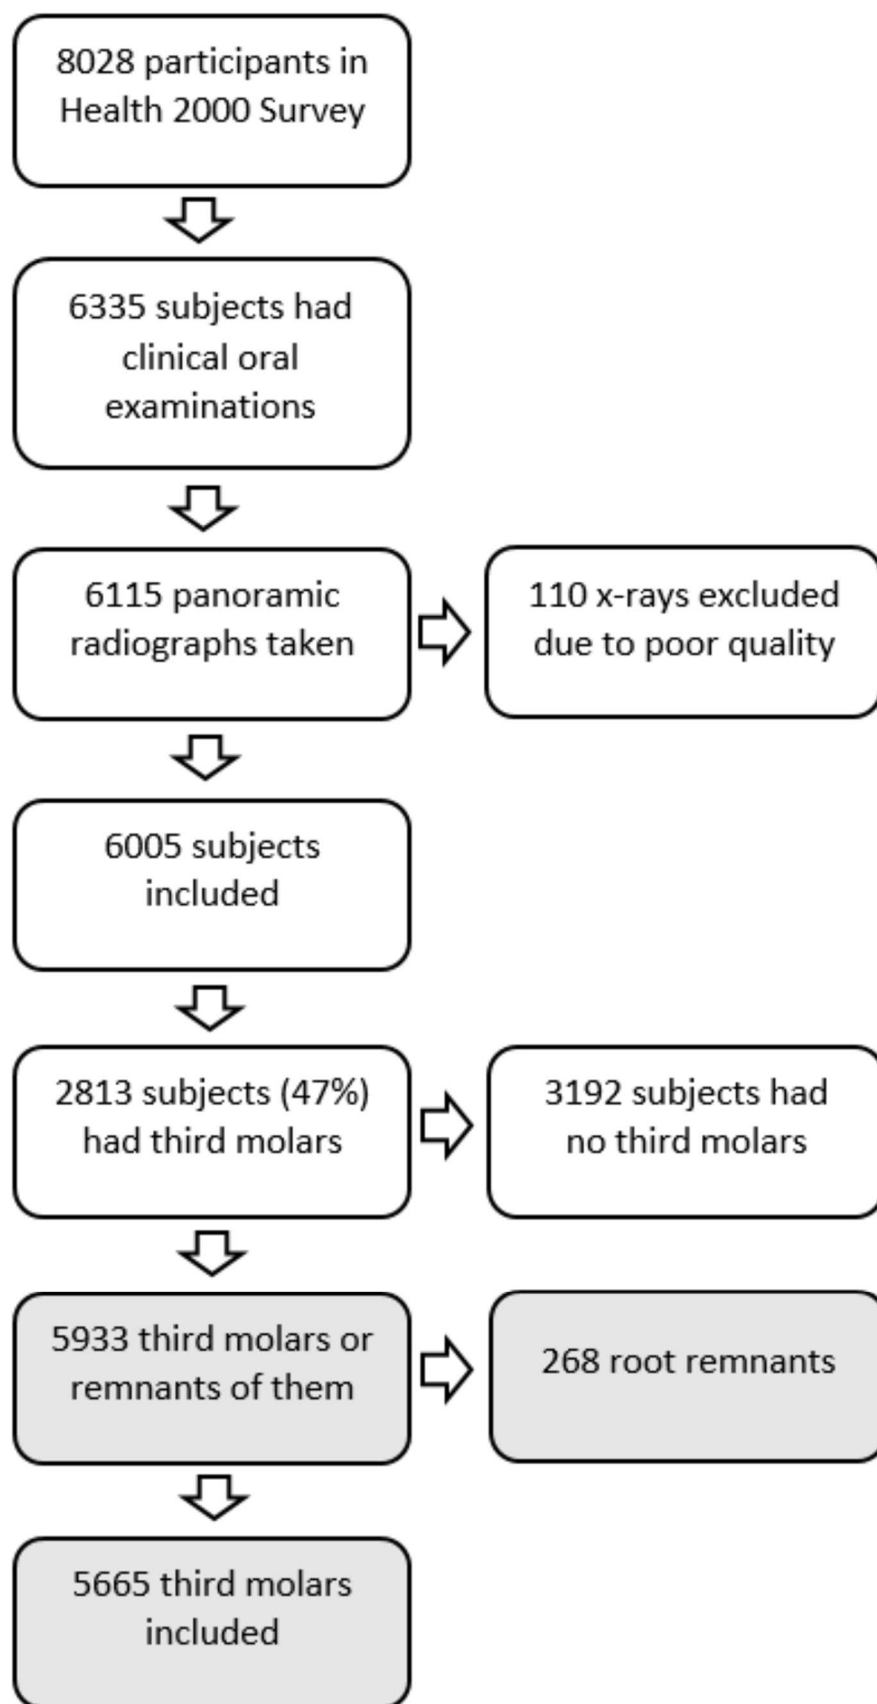 8028 participants in
Health 2000 Survey
6335 subjects had
clinical oral
examinations
6115 panoramic
radiographs taken
110 x-rays excluded
due to poor quality
6005 subjects
included
2813 subjects (47%)
had third molars
3192 subjects had
no third molars
5933 third molars or
remnants of them
268 root remnants
5665 third molars
included